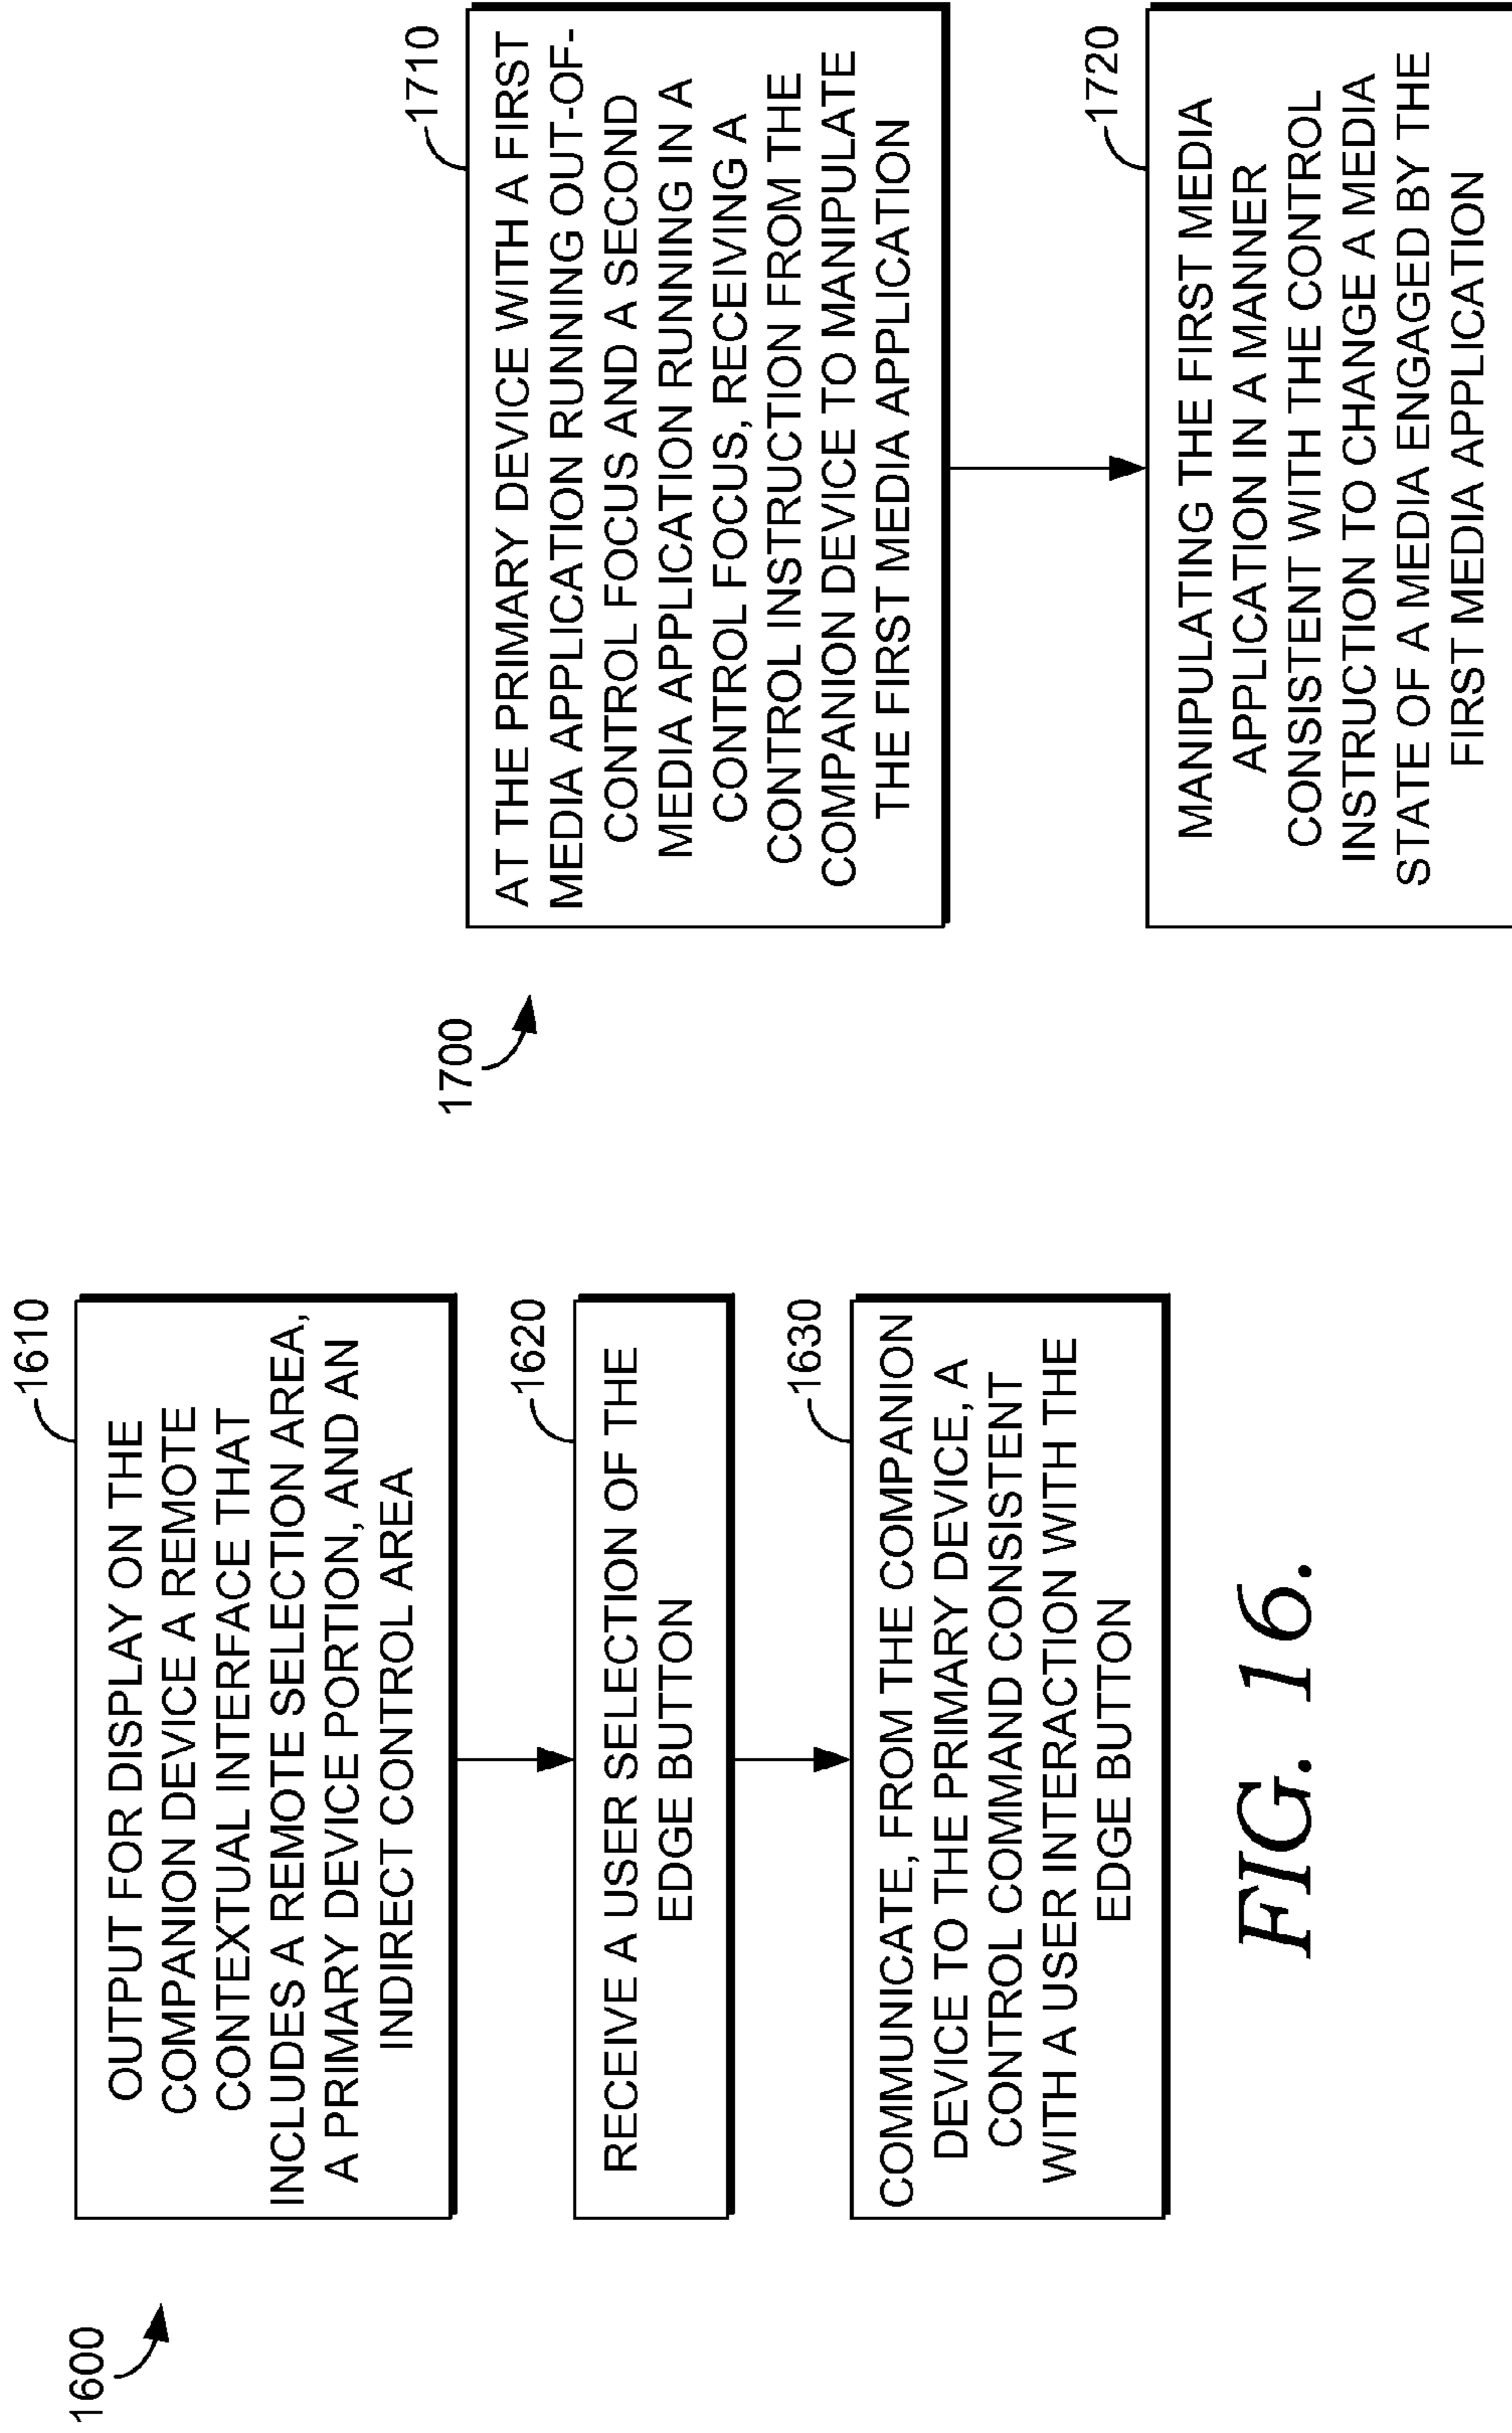 1600
1610
OUTPUT FOR DISPLAY ON THE
COMPANION DEVICE A REMOTE
CONTEXTUAL INTERFACE THAT
INCLUDES A REMOTE SELECTION AREA,
A PRIMARY DEVICE PORTION, AND AN
INDIRECT CONTROL AREA
1620
RECEIVE A USER SELECTION OF THE
EDGE BUTTON
1630
COMMUNICATE, FROM THE COMPANION
DEVICE TO THE PRIMARY DEVICE, A
CONTROL COMMAND CONSISTENT
WITH A USER INTERACTION WITH THE
EDGE BUTTON
FIG. 16.
1700
1710
AT THE PRIMARY DEVICE WITH A FIRST
MEDIA APPLICATION RUNNING OUT-OF-
CONTROL FOCUS AND A SECOND
MEDIA APPLICATION RUNNING IN A
CONTROL FOCUS, RECEIVING A
CONTROL INSTRUCTION FROM THE
COMPANION DEVICE TO MANIPULATE
THE FIRST MEDIA APPLICATION
1720
MANIPULATING THE FIRST MEDIA
APPLICATION IN A MANNER
CONSISTENT WITH THE CONTROL
INSTRUCTION TO CHANGE A MEDIA
STATE OF A MEDIA ENGAGED BY THE
FIRST MEDIA APPLICATION